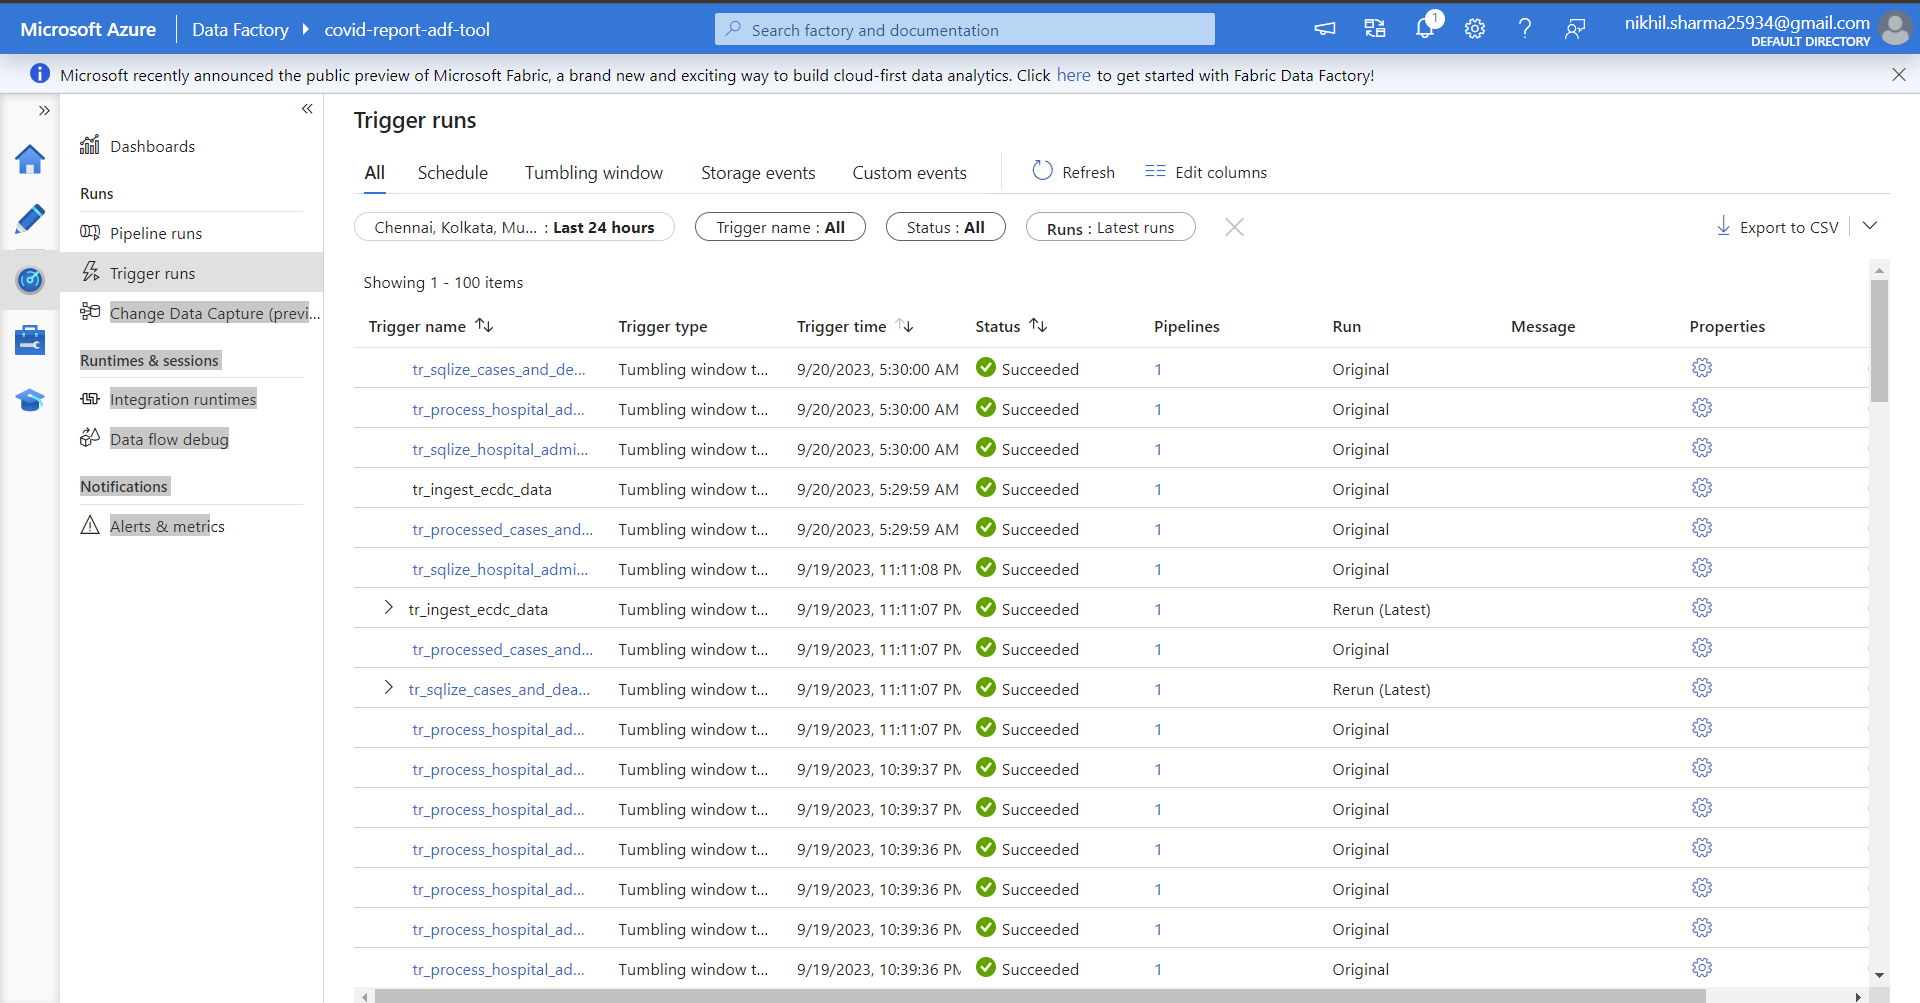 Microsoft Azure Data Factory covid-report-adf-tool Search factory and documentation 1 nikhil.sharma25934@gmail.com
DEFAULT DIRECTORY
Microsoft recently announced the public preview of Microsoft Fabric, a brand new and exciting way to build cloud-first data analytics. Click here to get started with Fabric Data Factory!
Dashboards
Runs
Pipeline runs
Trigger runs
Change Data Capture (previ...
Runtimes & sessions
Integration runtimes
Data flow debug
Notifications
Alerts & metrics
Trigger runs
All Schedule Tumbling window Storage events Custom events Refresh Edit columns
Chennai, Kolkata, Mu... : Last 24 hours Trigger name : All Status : All Runs : Latest runs Export to CSV
Showing 1 - 100 items
Trigger name Trigger type Trigger time Status Pipelines Run Message Properties
tr_sqlize_cases_and_de... Tumbling window t... 9/20/2023, 5:30:00 AM Succeeded 1 Original
tr_process_hospital_ad... Tumbling window t... 9/20/2023, 5:30:00 AM Succeeded 1 Original
tr_sqlize_hospital_admi... Tumbling window t... 9/20/2023, 5:30:00 AM Succeeded 1 Original
tr_ingest_ecdc_data Tumbling window t... 9/20/2023, 5:29:59 AM Succeeded 1 Original
tr_processed_cases_and... Tumbling window t... 9/20/2023, 5:29:59 AM Succeeded 1 Original
tr_sqlize_hospital_admi... Tumbling window t... 9/19/2023, 11:11:08 PM Succeeded 1 Original
tr_ingest_ecdc_data Tumbling window t... 9/19/2023, 11:11:07 PM Succeeded 1 Rerun (Latest)
tr_processed_cases_and... Tumbling window t... 9/19/2023, 11:11:07 PM Succeeded 1 Original
tr_sqlize_cases_and_dea... Tumbling window t... 9/19/2023, 11:11:07 PM Succeeded 1 Rerun (Latest)
tr_process_hospital_ad... Tumbling window t... 9/19/2023, 11:11:07 PM Succeeded 1 Original
tr_process_hospital_ad... Tumbling window t... 9/19/2023, 10:39:37 PM Succeeded 1 Original
tr_process_hospital_ad... Tumbling window t... 9/19/2023, 10:39:37 PM Succeeded 1 Original
tr_process_hospital_ad... Tumbling window t... 9/19/2023, 10:39:36 PM Succeeded 1 Original
tr_process_hospital_ad... Tumbling window t... 9/19/2023, 10:39:36 PM Succeeded 1 Original
tr_process_hospital_ad... Tumbling window t... 9/19/2023, 10:39:36 PM Succeeded 1 Original
tr_process_hospital_ad... Tumbling window t... 9/19/2023, 10:39:36 PM Succeeded 1 Original